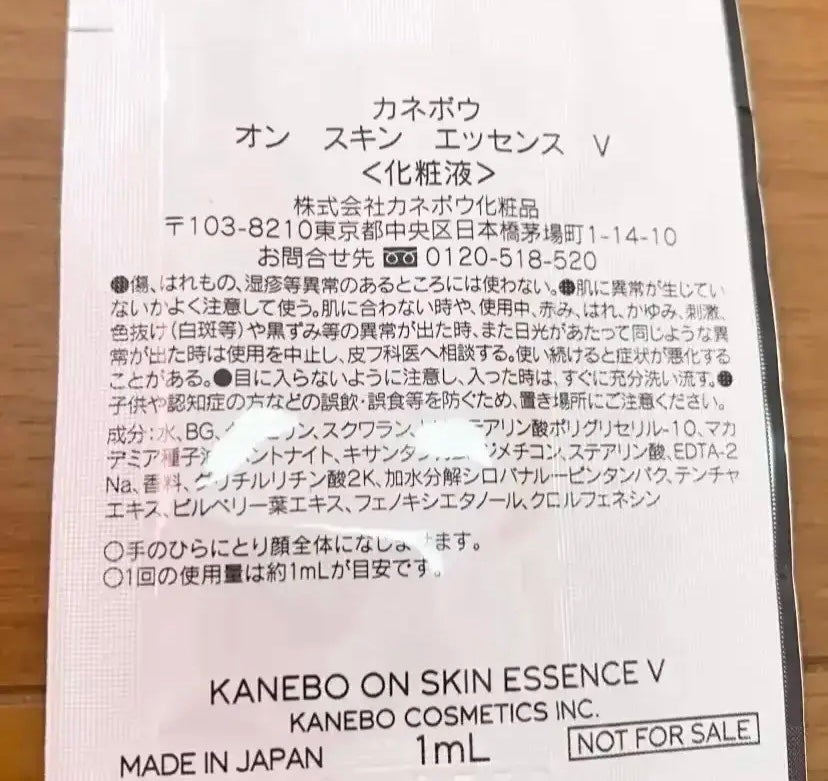 カネボウ
オン スキン エッセンス V
<化粧液>
株式会社カネボウ化粧品
〒103-8210東京都中央区日本橋茅場町1-14-10
お問合せ先 0120-518-520
●傷、はれもの、湿疹等異常のあるところには使わない。●肌に異常が生じてい
ないかよく注意して使う。肌に合わない時や、使用中、赤み、はれ、かゆみ、刺激、
色抜け(白斑等)や黒ずみ等の異常が出た時、また日光があたって同じような異
常が出た時は使用を中止し、皮フ科医へ相談する。使い続けると症状が悪化する
ことがある。●目に入らないように注意し、入った時は、すぐに充分洗い流す。●
子供や認知症の方などの誤飲・誤食等を防ぐため、置き場所にご注意ください。
成分:水、BG、スクワラン、テアリン酸ポリグリセリル-10、マカ
デミア種子油、ベントナイト、キサンタンガム、ジメチコン、ステアリン酸、EDTA-2
Na、香料、グリチルリチン酸2K、加水分解シロバナルーピンタンパク、テンチャ
エキス、ビルベリー葉エキス、フェノキシエタノール、クロルフェネシン
○手のひらにとり顔全体になじませます。
○1回の使用量は約1mLが目安です。
KANEBO ON SKIN ESSENCE V
KANEBO COSMETICS INC.
MADE IN JAPAN 1mL NOT FOR SALE